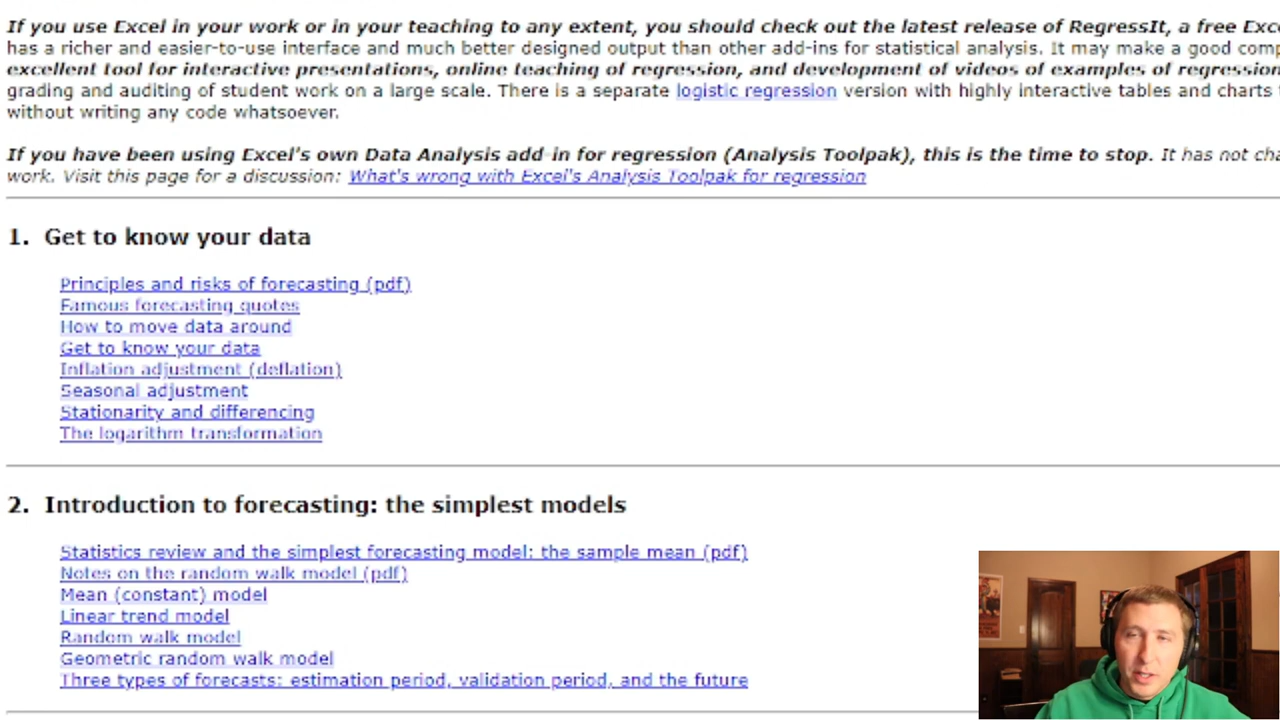 If you use Excel in your work or in your teaching to any extent, you should check out the latest release of RegressIt, a free
has a richer and easier-to-use interface and much better designed output than other add-ins for statistical analysis. It may make a good
excellent tool for interactive presentations, online teaching of regression, and development of videos of examples of regression
grading and auditing of student work on a large scale. There is a separate logistic regression version with highly interactive tables and charts
without writing any code whatsoever.
If you have been using Excel's own Data Analysis add-in for regression (Analysis Toolpak), this is the time to stop. It has not
work. Visit this page for a discussion: What's wrong with Excel's Analysis Toolpak for regression
1. Get to know your data
Principles and risks of forecasting (pdf)
Famous forecasting quotes
How to move data around
Get to know your data
Inflation adjustment (deflation)
Seasonal adjustment
Stationarity and differencing
The logarithm transformation
2. Introduction to forecasting: the simplest models
Statistics review and the simplest forecasting model: the sample mean (pdf)
Notes on the random walk model (pdf)
Mean (constant) model
Linear trend model
Random walk model
Geometric random walk model
Three types of forecasts: estimation period, validation period, and the future